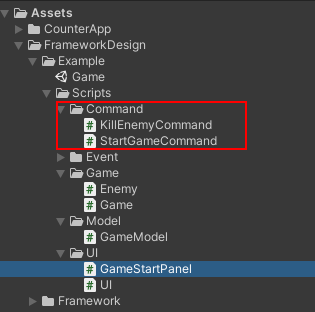 Assets
CounterApp
FrameworkDesign
Example
Game
Scripts
Command
KillEnemyCommand
StartGameCommand
Event
Game
Enemy
Game
Model
GameModel
UI
GameStartPanel
UI
Framework